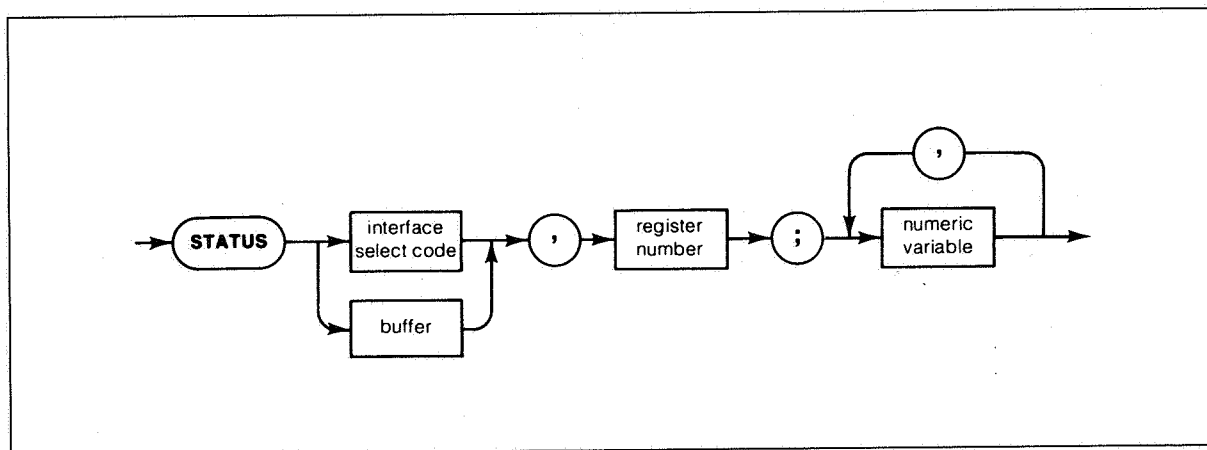 ,
STATUS
interface
select code
,
register
number
;
numeric
variable
buffer